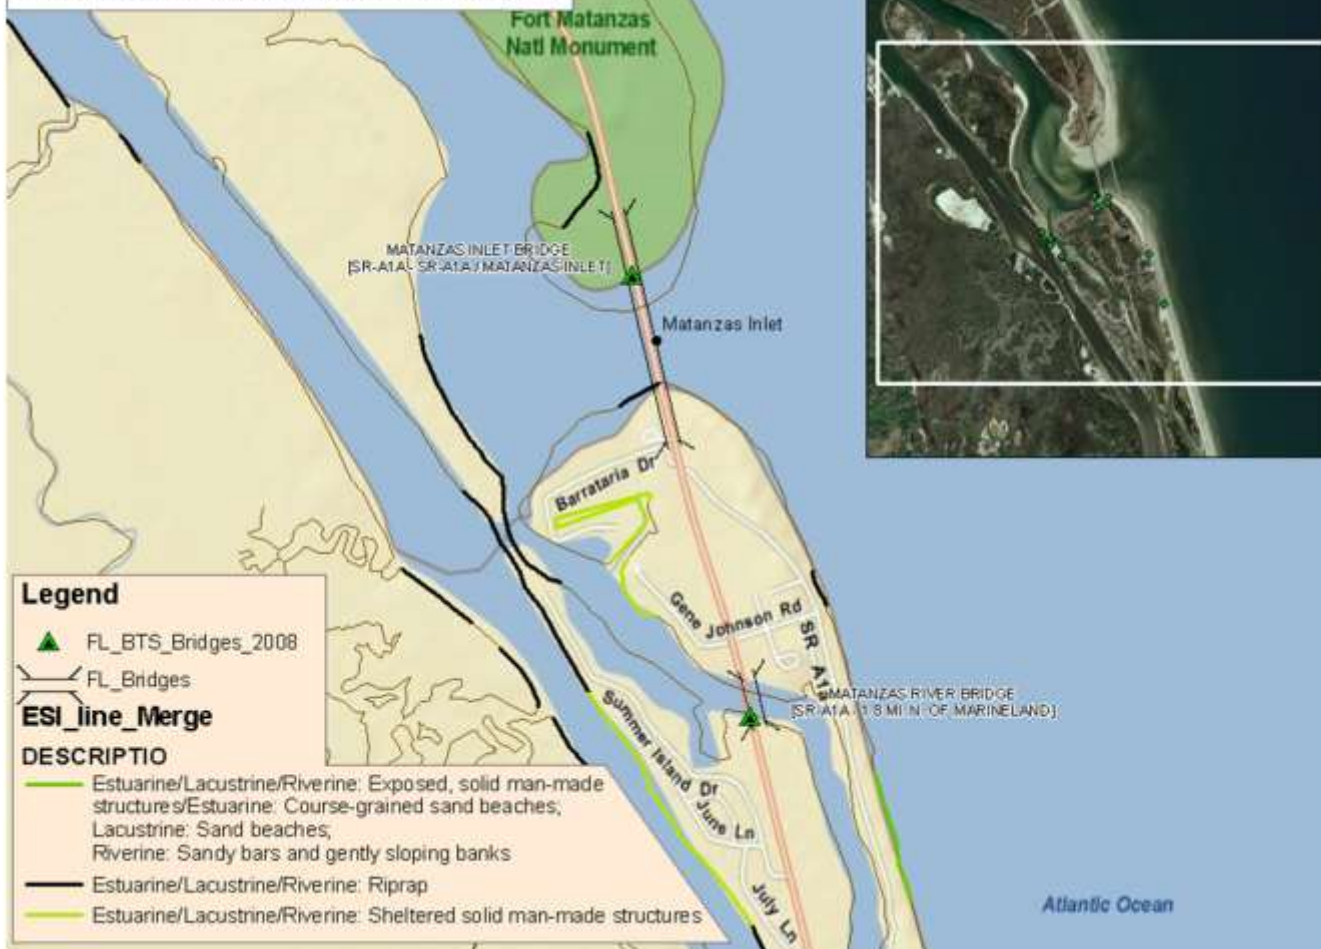 Fort Matanzas
Natl Monument
MATANZAS INLET BRIDGE
[SR-A1A - SR-A1A / MATANZAS INLET]
Matanzas Inlet
Barrataria Dr
Gene Johnson Rd
SR A1a
MATANZAS RIVER BRIDGE
[SR-A1A / 1.8 MI. N. OF MARINELAND]
Summer Island Dr
June Ln
July Ln
Atlantic Ocean
Legend
FL_BTS_Bridges_2008
FL_Bridges
ESI_line_Merge
DESCRIPTIO
Estuarine/Lacustrine/Riverine: Exposed, solid man-made
structures/Estuarine: Course-grained sand beaches;
Lacustrine: Sand beaches;
Riverine: Sandy bars and gently sloping banks
Estuarine/Lacustrine/Riverine: Riprap
Estuarine/Lacustrine/Riverine: Sheltered solid man-made structures